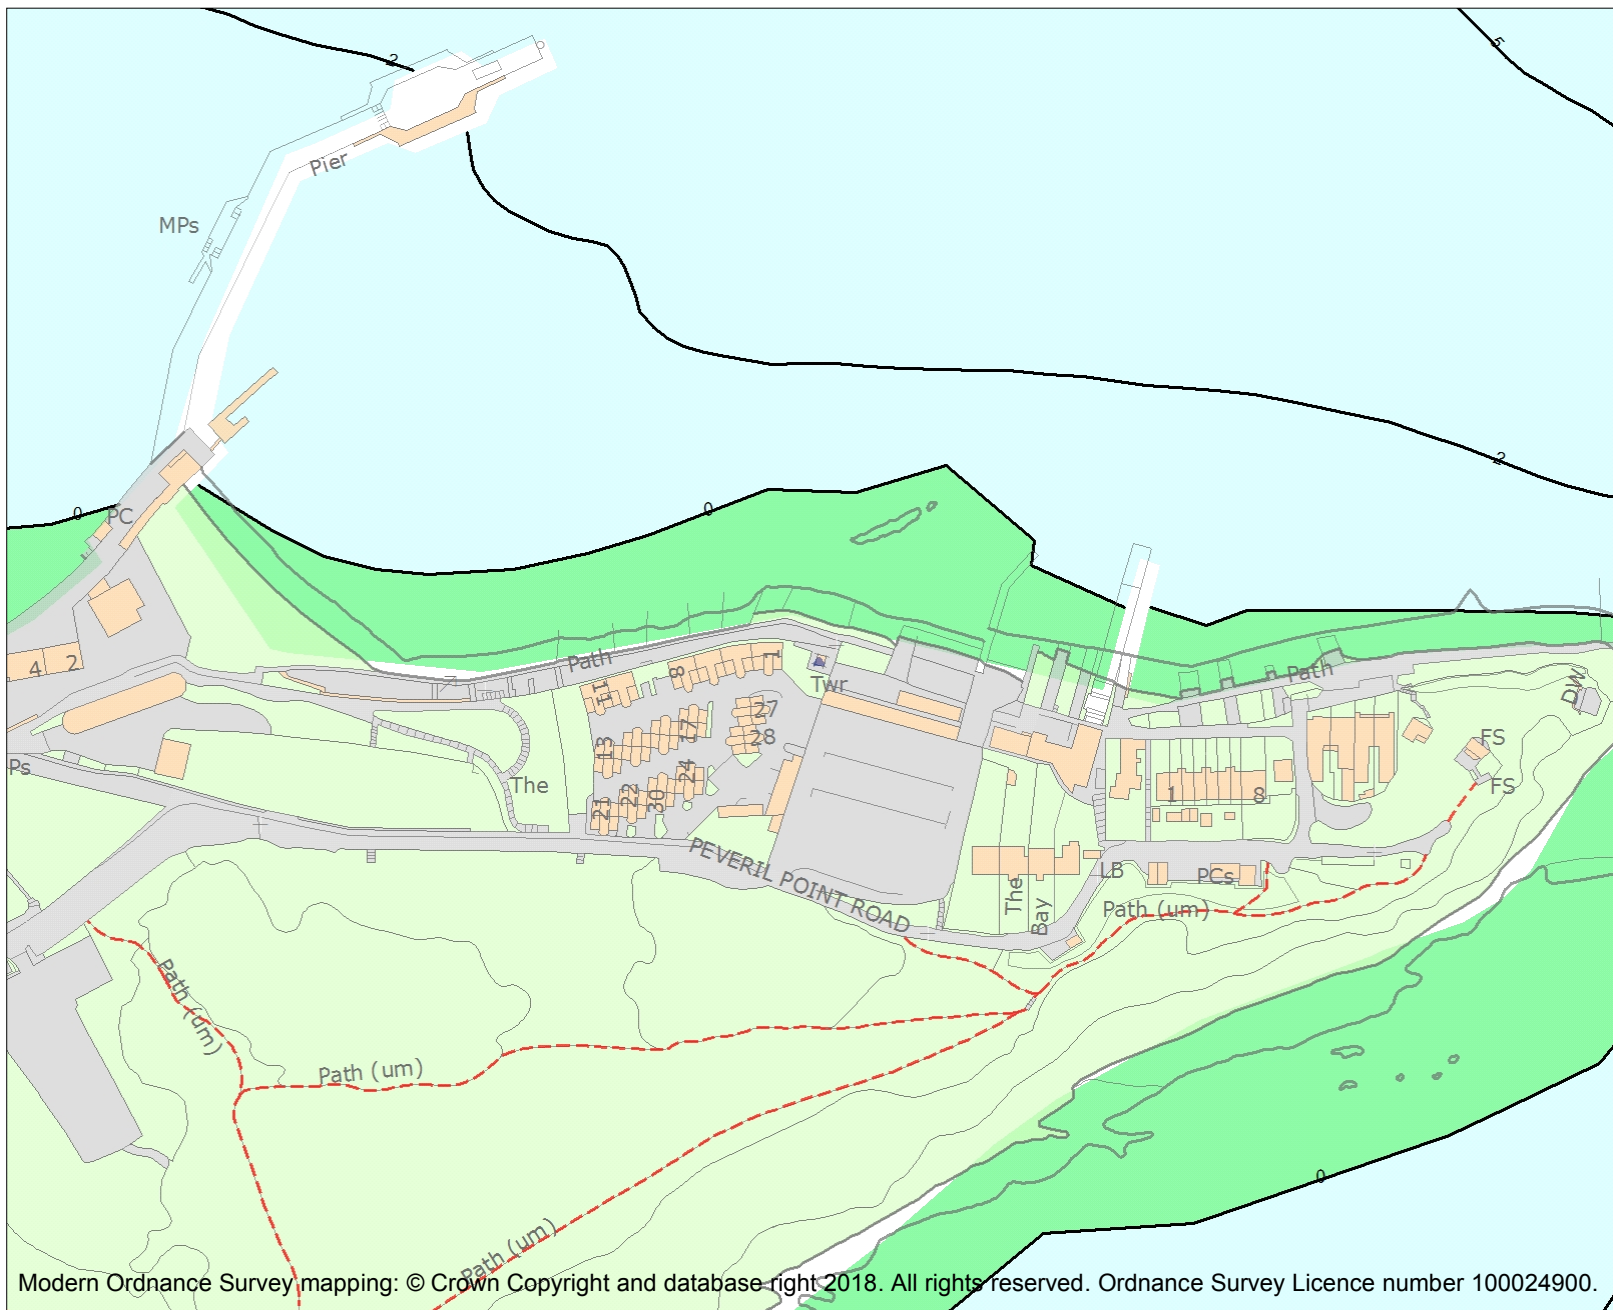 2
5
Pier
MPs
2
0
PC
0
4 2
Path
8
1
11
Twr
27
28
17
13
24
22
30
21
The
Ps
Path
DW
FS
FS
1
8
PEVERIL POINT ROAD
LB
PCs
The
Bay
Path (um)
Path (um)
Path (um)
Path (um)
0
Modern Ordnance Survey mapping: © Crown Copyright and database right 2018. All rights reserved. Ordnance Survey Licence number 100024900.